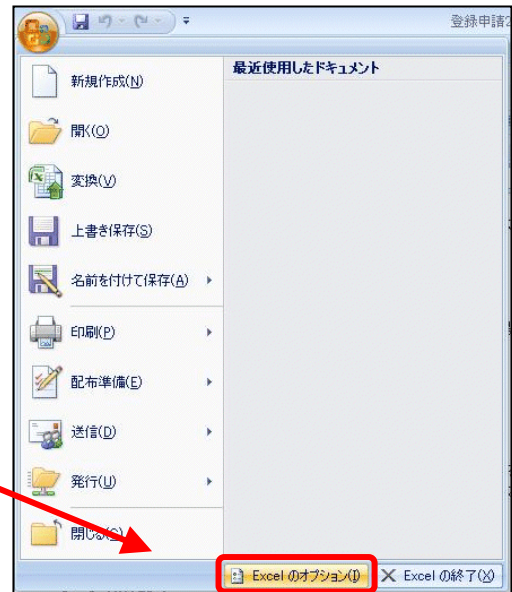 登録申請2
最近使用したドキュメント
新規作成(N)
開く(O)
変換(V)
上書き保存(S)
名前を付けて保存(A)
印刷(P)
配布準備(E)
送信(D)
発行(U)
閉じる(C)
Excel のオプション(I)
Excel の終了(X)